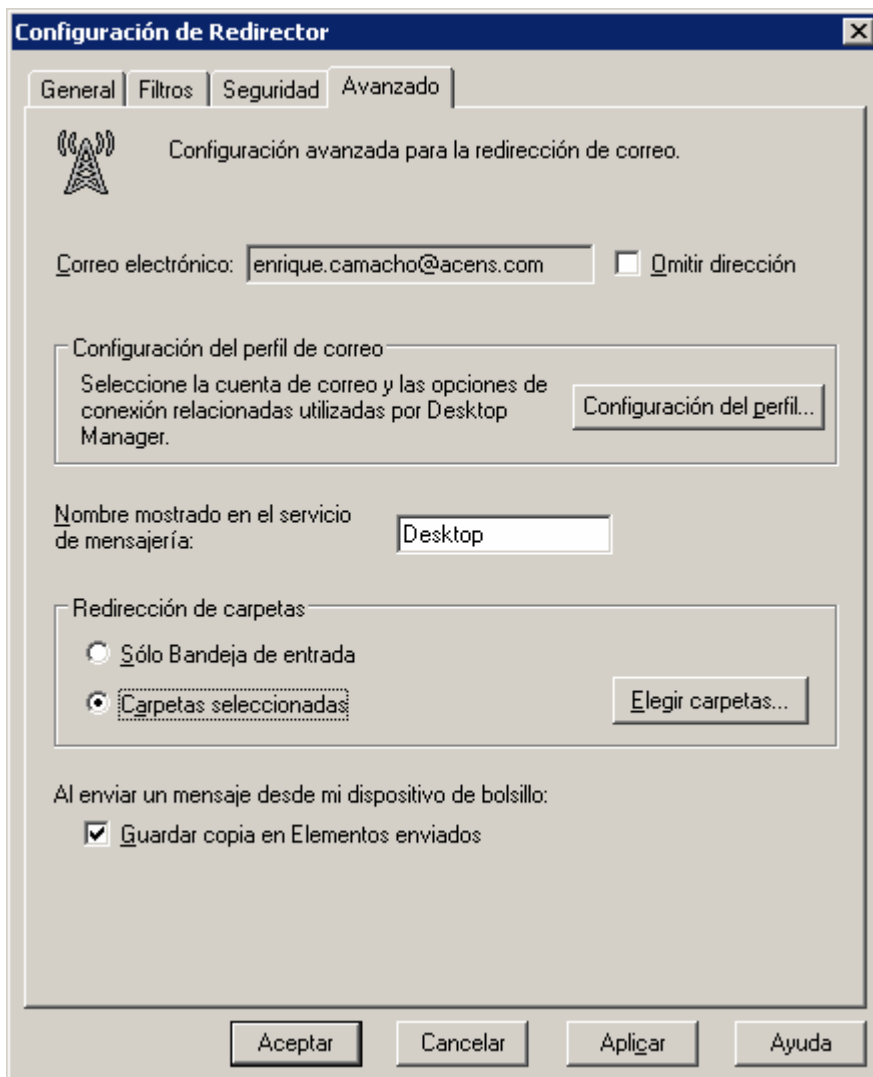 Configuración de Redirector
General Filtros Seguridad Avanzado
Configuración avanzada para la redirección de correo.
Correo electrónico: enrique.camacho@acens.com Omitir dirección
Configuración del perfil de correo
Seleccione la cuenta de correo y las opciones de
conexión relacionadas utilizadas por Desktop
Manager.
Configuración del perfil...
Nombre mostrado en el servicio
de mensajería:
Desktop
Redirección de carpetas
Sólo Bandeja de entrada
Carpetas seleccionadas
Elegir carpetas...
Al enviar un mensaje desde mi dispositivo de bolsillo:
Guardar copia en Elementos enviados
Aceptar Cancelar Aplicar Ayuda